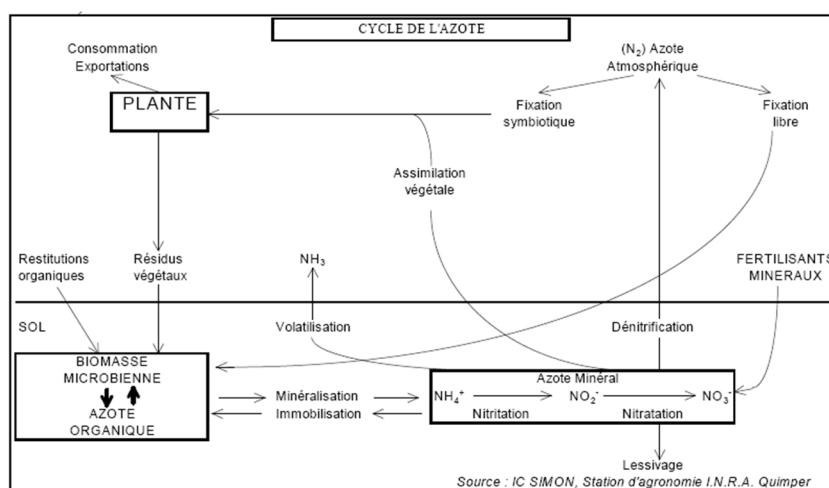 CYCLE DE L'AZOTE
Consommation
Exportations
(N₂) Azote
Atmosphérique
PLANTE
Fixation
symbiotique
Fixation
libre
Assimilation
végétale
Restitutions
organiques
Résidus
végétaux
NH₃
FERTILISANTS
MINERAUX
SOL
Volatilisation
Dénitrification
BIOMASSE
MICROBIENNE
AZOTE
ORGANIQUE
Minéralisation
Immobilisation
Azote Minéral
NH₄⁺ NO₂⁻ NO₃⁻
Nitritation Nitratation
Lessivage
Source : IC SIMON, Station d'agronomie I.N.R.A. Quimper